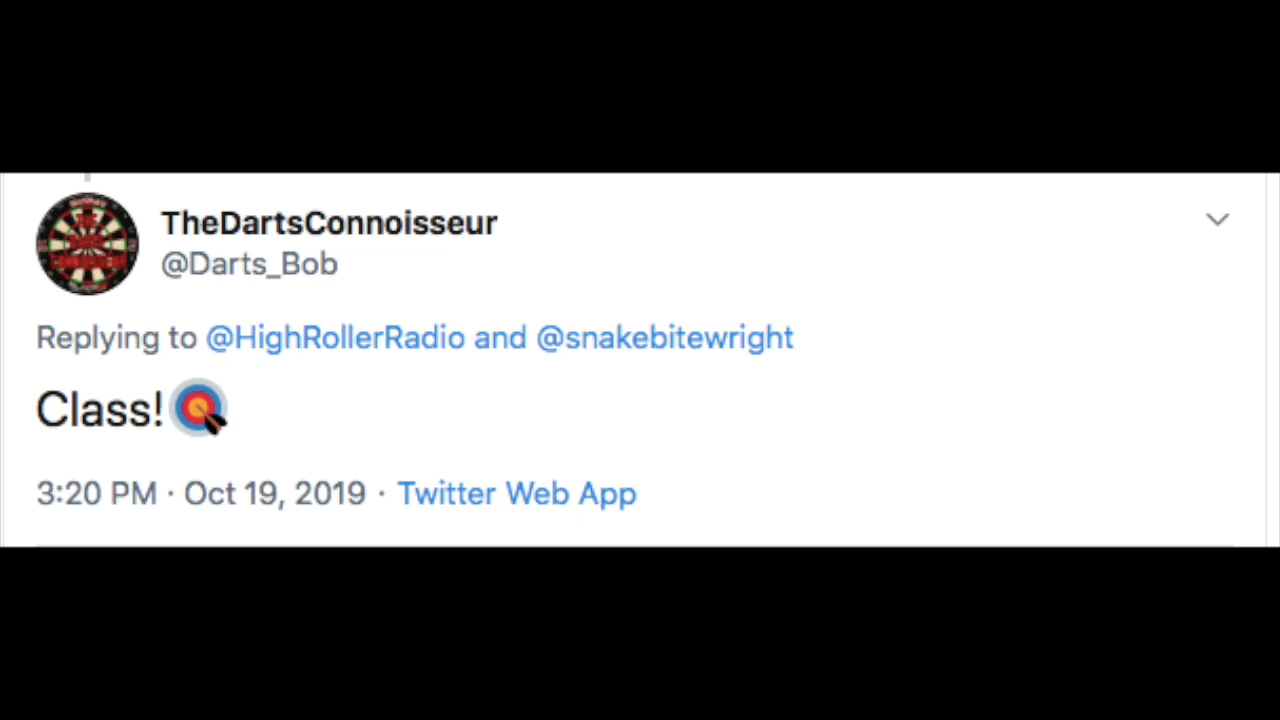 TheDartsConnoisseur
@Darts_Bob
Replying to @HighRollerRadio and @snakebitewright
Class!🎯
3:20 PM · Oct 19, 2019 · Twitter Web App